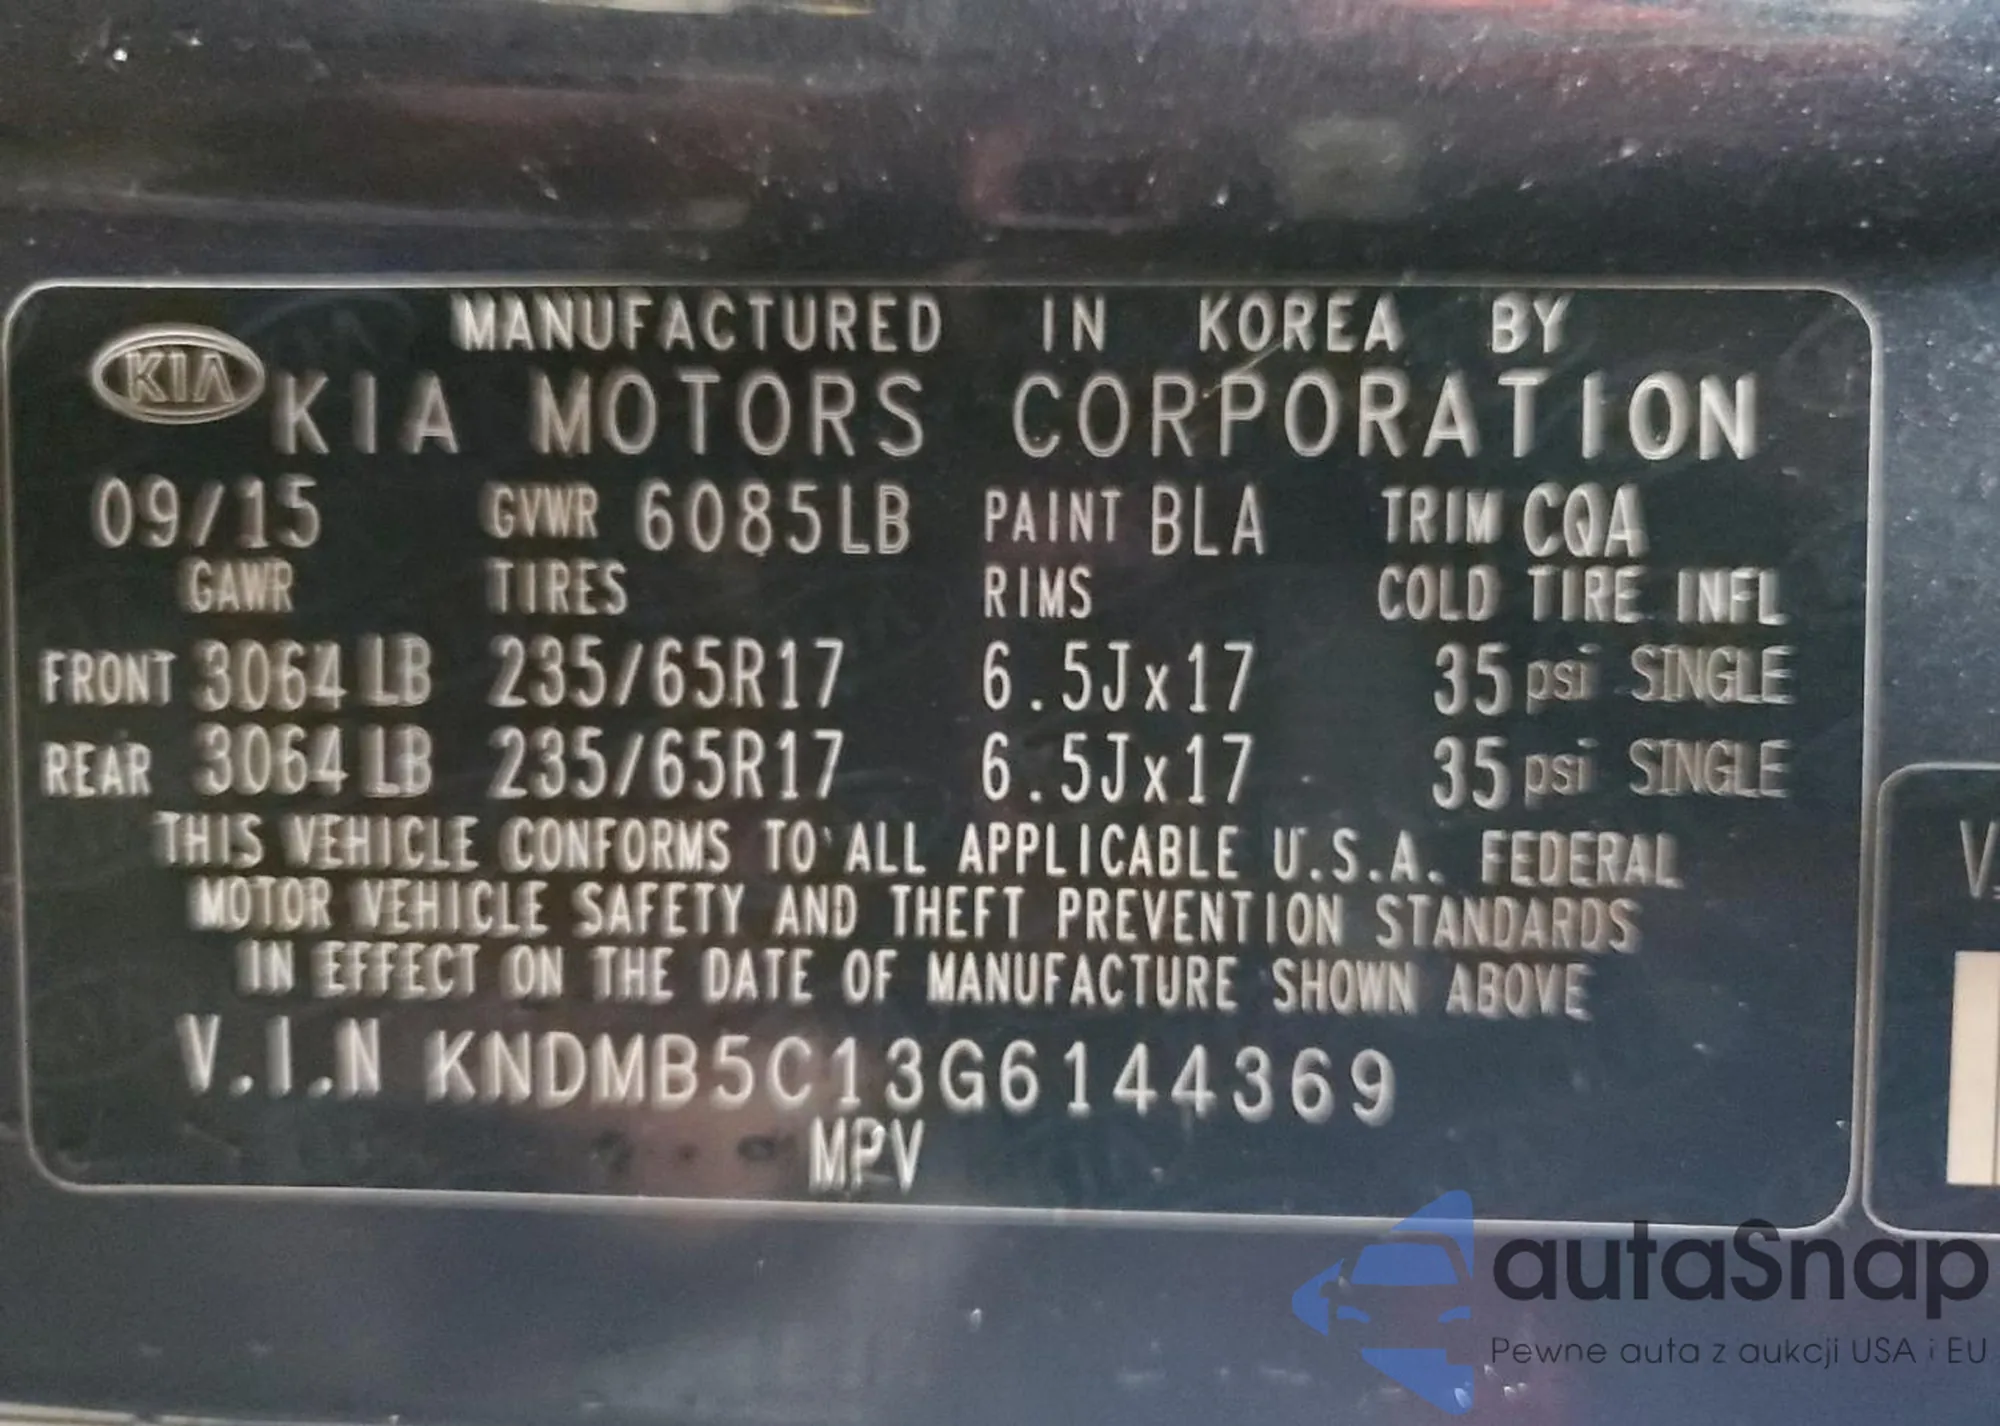 MANUFACTURED IN KOREA BY
KIA KIA MOTORS CORPORATION
09/15 GVWR 6085LB PAINT BLA TRIM CQA
GAWR TIRES RIMS COLD TIRE INFL
FRONT 3064 LB 235/65R17 6.5Jx17 35 psi SINGLE
REAR 3064 LB 235/65R17 6.5Jx17 35 psi SINGLE
THIS VEHICLE CONFORMS TO ALL APPLICABLE U.S.A. FEDERAL
MOTOR VEHICLE SAFETY AND THEFT PREVENTION STANDARDS
IN EFFECT ON THE DATE OF MANUFACTURE SHOWN ABOVE
V.I.N KNDMB5C13G6144369
MPV
autaSnap
Pewne auta z aukcji USA i EU